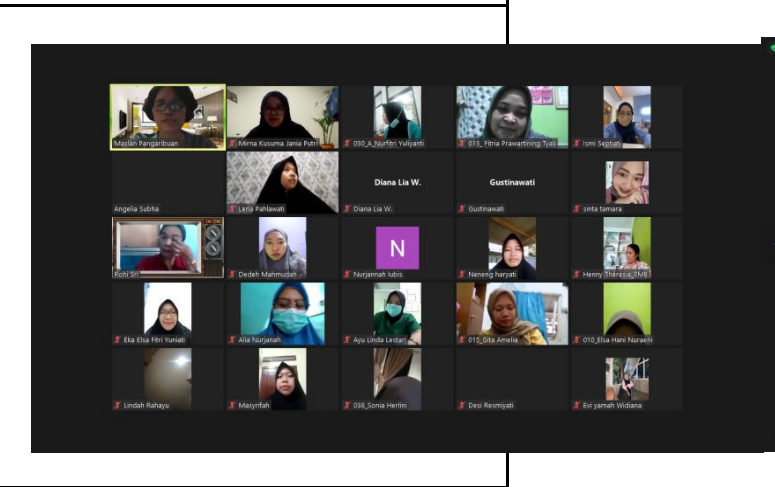 Maslan Pangaribuan
Mirna Kusuma Jania Putri
030_A_Nurfitri Yuliyanti
013_ Fitria Prawartining Tyas
Ismi Septiati
Angelia Subha
Lena Pahlawati
Diana Lia W.
Diana Lia W.
Gustinawati
Gustinawati
sinta tamara
Rohi Sri
Dedeh Mahmudah
N
Nurjannah lubis
Neneng haryati
Henny Theresia_RMB
Eka Elsa Fitri Yuniati
Alia Nurjanah
Ayu Linda Lestari
015_Gita Amelia
010_Elsa Hani Nuraeni
Lindah Rahayu
Masyrifah
038_Sonia Herlini
Desi Resmiyati
Evi yamah Widiana